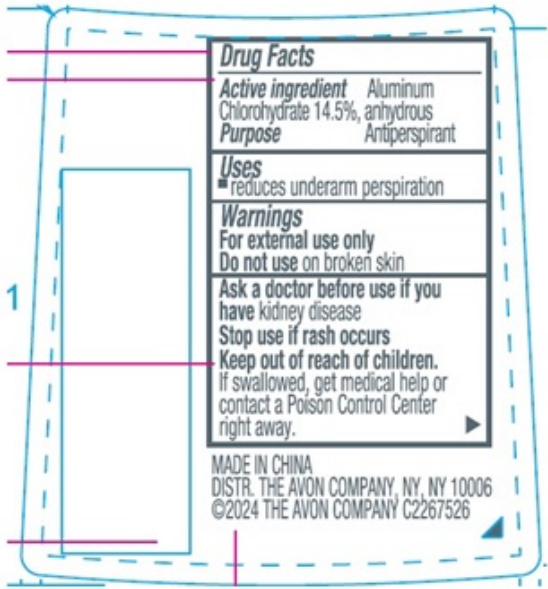 Drug Facts
Active ingredient Aluminum
Chlorohydrate 14.5%, anhydrous
Purpose Antiperspirant
Uses
▪ reduces underarm perspiration
Warnings
For external use only
Do not use on broken skin
Ask a doctor before use if you
have kidney disease
Stop use if rash occurs
Keep out of reach of children.
If swallowed, get medical help or
contact a Poison Control Center
right away.
1
MADE IN CHINA
DISTR. THE AVON COMPANY, NY, NY 10006
©2024 THE AVON COMPANY C2267526